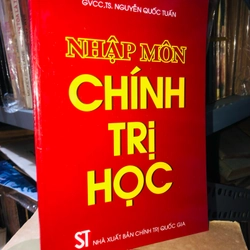 GVCC.TS. NGUYỄN QUỐC TUẤN
NHẬP MÔN
CHÍNH
TRỊ
HỌC
ST NHÀ XUẤT BẢN CHÍNH TRỊ QUỐC GIA